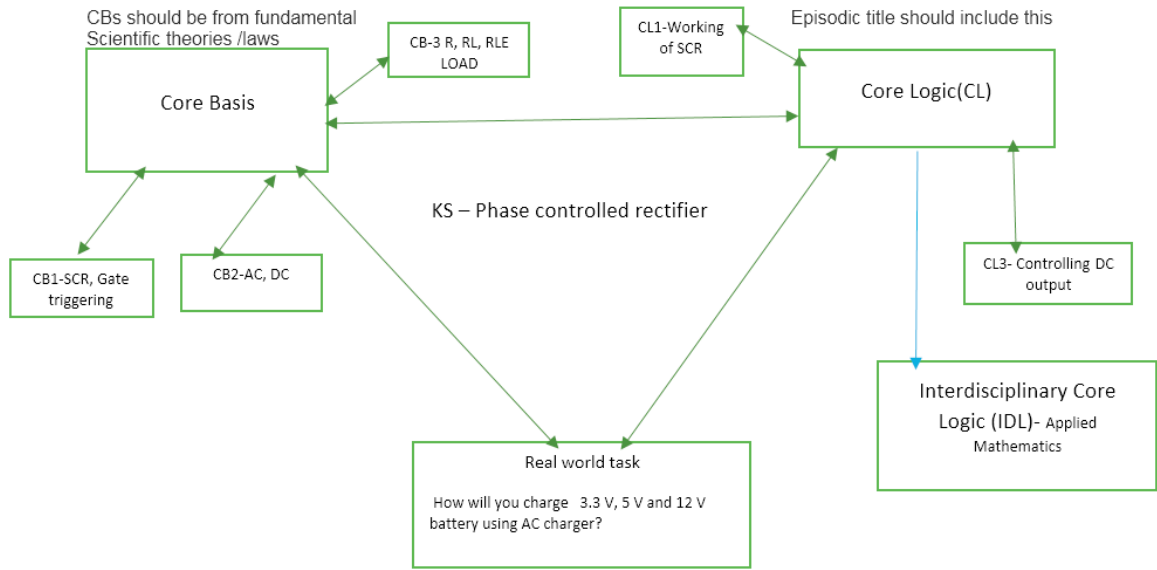 CBs should be from fundamental
Scientific theories /laws
Episodic title should include this
CB-3 R, RL, RLE
LOAD
CL1-Working
of SCR
Core Basis
Core Logic(CL)
KS – Phase controlled rectifier
CB1-SCR, Gate
triggering
CB2-AC, DC
CL3- Controlling DC
output
Interdisciplinary Core
Logic (IDL)- Applied
Mathematics
Real world task
How will you charge 3.3 V, 5 V and 12 V
battery using AC charger?